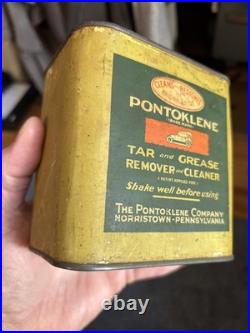 PONTOKLENE
TAR and GREASE
REMOVER and CLEANER
Shake well before using
THE PONTOKLENE COMPANY
NORRISTOWN-PENNSYLVANIA